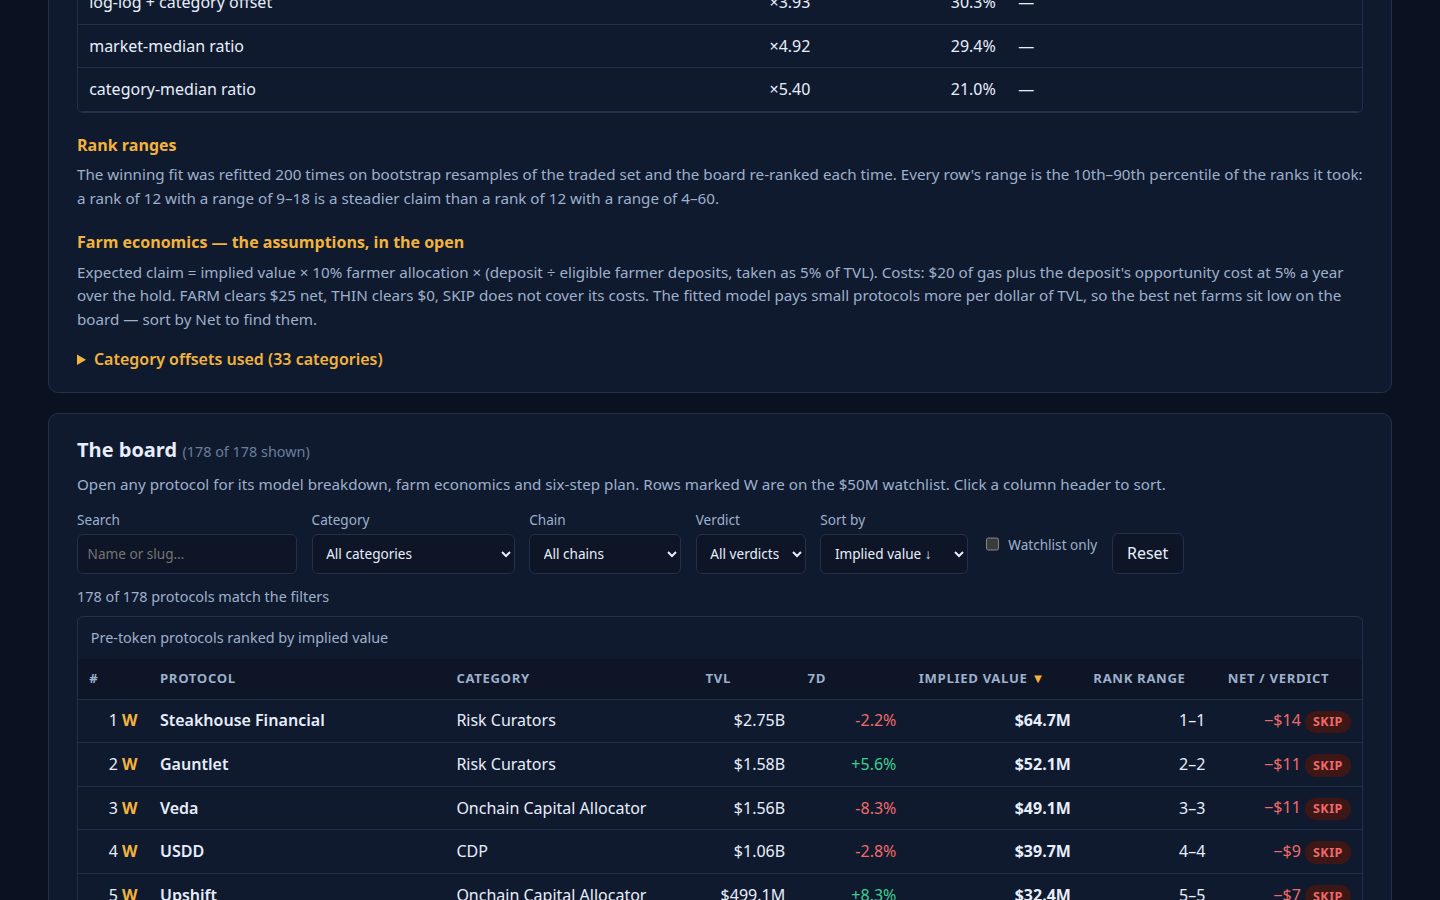 log-log + category offset ×3.93 30.3% —
market-median ratio ×4.92 29.4% —
category-median ratio ×5.40 21.0% —
Rank ranges
The winning fit was refitted 200 times on bootstrap resamples of the traded set and the board re-ranked each time. Every row's range is the 10th–90th percentile of the ranks it took:
a rank of 12 with a range of 9–18 is a steadier claim than a rank of 12 with a range of 4–60.
Farm economics — the assumptions, in the open
Expected claim = implied value × 10% farmer allocation × (deposit ÷ eligible farmer deposits, taken as 5% of TVL). Costs: $20 of gas plus the deposit's opportunity cost at 5% a year
over the hold. FARM clears $25 net, THIN clears $0, SKIP does not cover its costs. The fitted model pays small protocols more per dollar of TVL, so the best net farms sit low on the
board — sort by Net to find them.
▶ Category offsets used (33 categories)
The board (178 of 178 shown)
Open any protocol for its model breakdown, farm economics and six-step plan. Rows marked W are on the $50M watchlist. Click a column header to sort.
Search Category Chain Verdict Sort by
Name or slug... All categories All chains All verdicts Implied value ↓ Watchlist only Reset
178 of 178 protocols match the filters
Pre-token protocols ranked by implied value
# PROTOCOL CATEGORY TVL 7D IMPLIED VALUE ▼ RANK RANGE NET / VERDICT
1 W Steakhouse Financial Risk Curators $2.75B -2.2% $64.7M 1–1 −$14 SKIP
2 W Gauntlet Risk Curators $1.58B +5.6% $52.1M 2–2 −$11 SKIP
3 W Veda Onchain Capital Allocator $1.56B -8.3% $49.1M 3–3 −$11 SKIP
4 W USDD CDP $1.06B -2.8% $39.7M 4–4 −$9 SKIP
5 W Upshift Onchain Capital Allocator $499.1M +8.3% $32.4M 5–5 −$7 SKIP